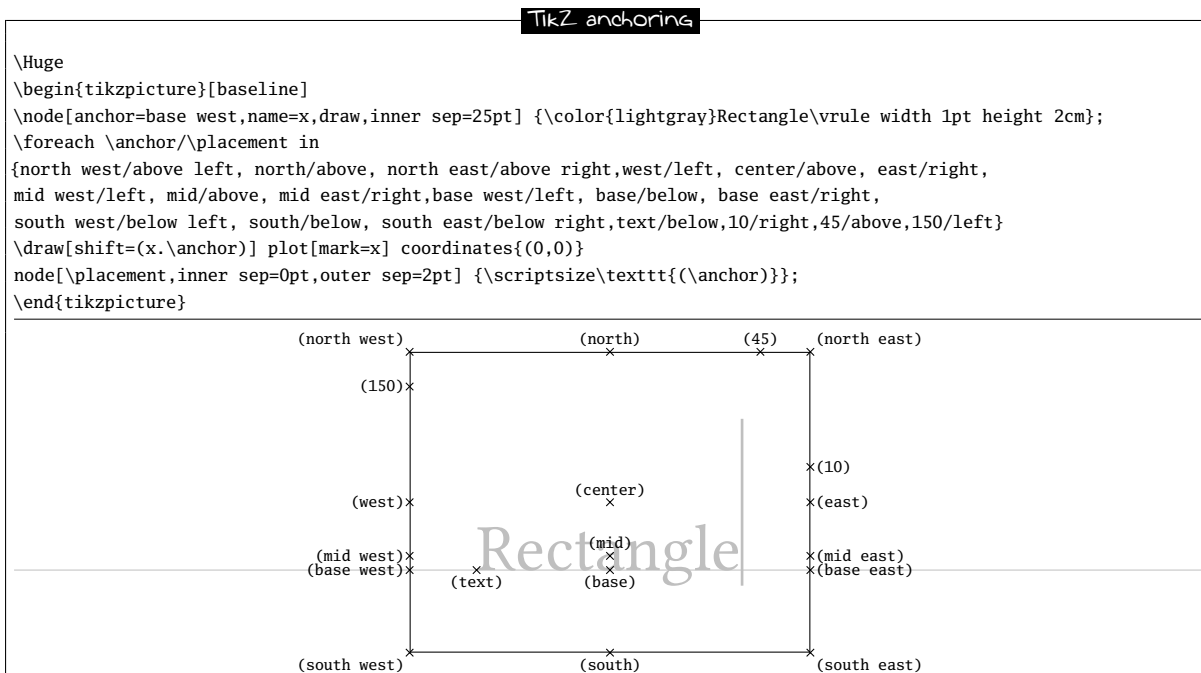 TikZ anchoring
\Huge
\begin{tikzpicture}[baseline]
\node[anchor=base west,name=x,draw,inner sep=25pt] {\color{lightgray}Rectangle\vrule width 1pt height 2cm};
\foreach \anchor/\placement in
{north west/above left, north/above, north east/above right,west/left, center/above, east/right,
mid west/left, mid/above, mid east/right,base west/left, base/below, base east/right,
south west/below left, south/below, south east/below right,text/below,10/right,45/above,150/left}
\draw[shift=(x.\anchor)] plot[mark=x] coordinates{(0,0)}
node[\placement,inner sep=0pt,outer sep=2pt] {\scriptsize\texttt{(\anchor)}};
\end{tikzpicture}
(north west) (north) (45) (north east)
(150)
(10)
(center)
(west) (east)
Rectangle
(mid)
(mid west) (mid east)
(base west) (base east)
(text) (base)
(south west) (south) (south east)